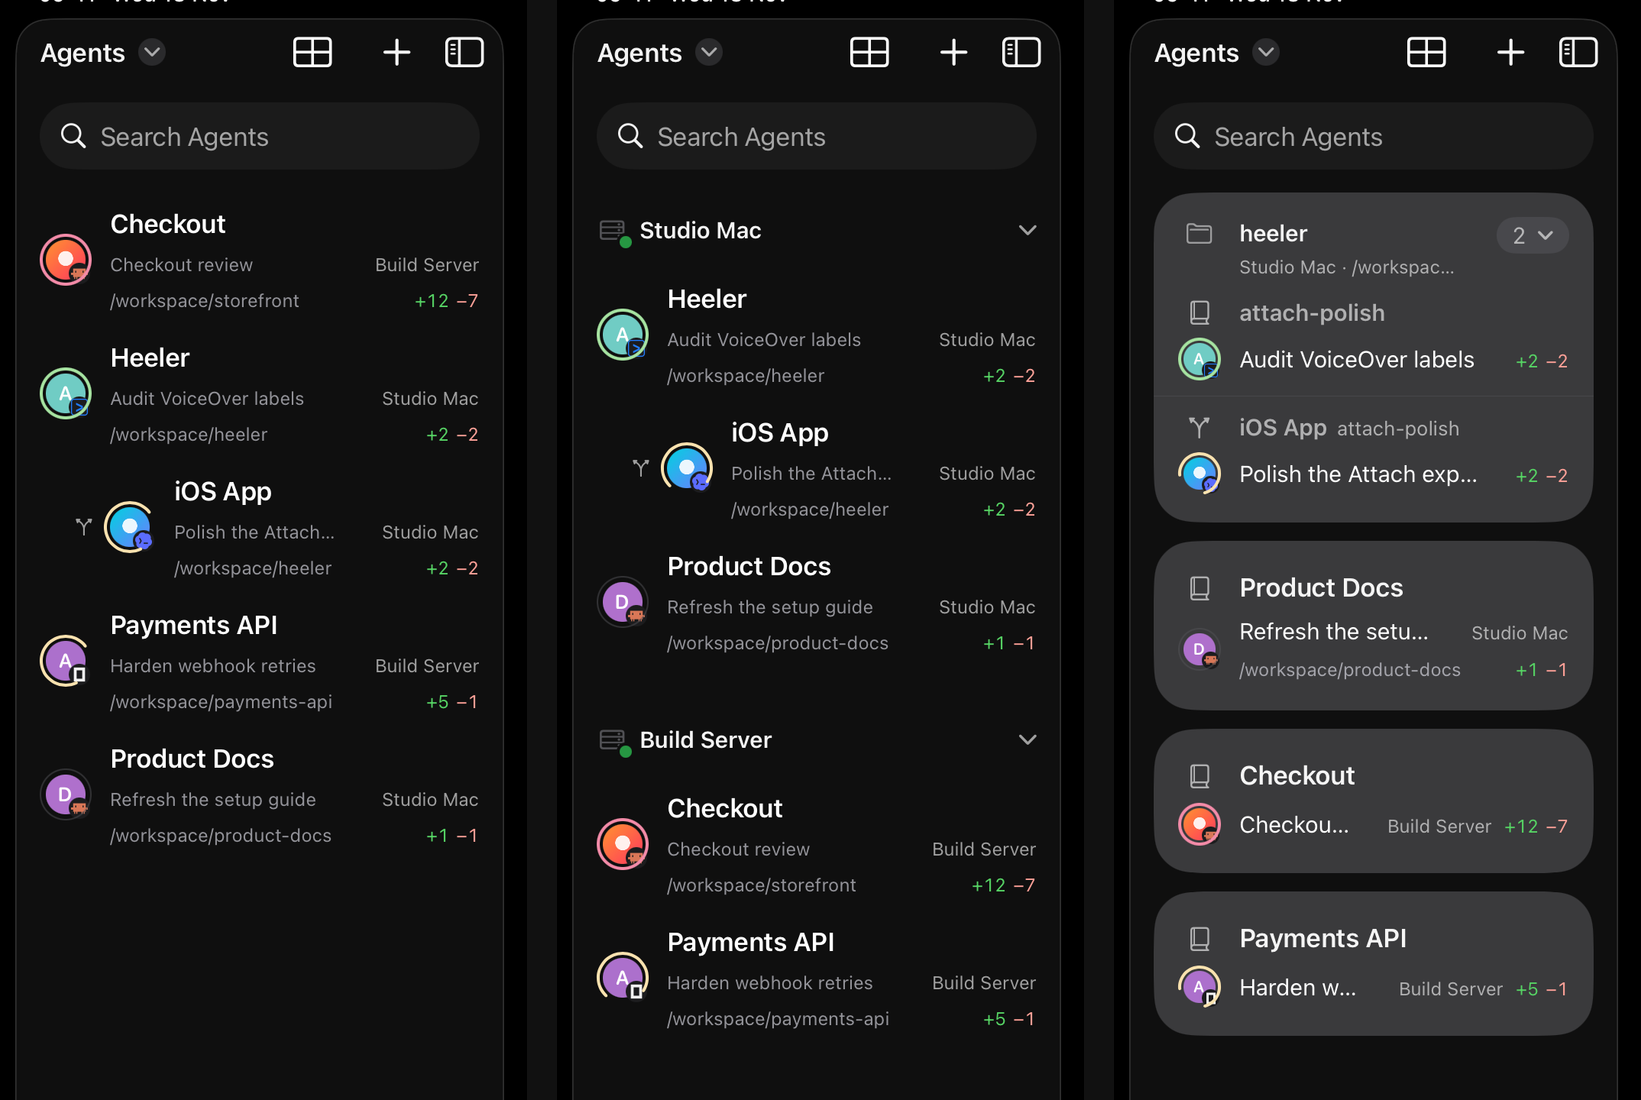 Agents
Search Agents
Checkout
Checkout review Build Server
/workspace/storefront +12 −7
Heeler
A
Audit VoiceOver labels Studio Mac
/workspace/heeler +2 −2
iOS App
Polish the Attach... Studio Mac
/workspace/heeler +2 −2
Payments API
A
Harden webhook retries Build Server
/workspace/payments-api +5 −1
Product Docs
D
Refresh the setup guide Studio Mac
/workspace/product-docs +1 −1
Agents
Search Agents
Studio Mac
Heeler
A
Audit VoiceOver labels Studio Mac
/workspace/heeler +2 −2
iOS App
Polish the Attach... Studio Mac
/workspace/heeler +2 −2
Product Docs
D
Refresh the setup guide Studio Mac
/workspace/product-docs +1 −1
Build Server
Checkout
Checkout review Build Server
/workspace/storefront +12 −7
Payments API
A
Harden webhook retries Build Server
/workspace/payments-api +5 −1
Agents
Search Agents
heeler 2
Studio Mac · /workspac...
attach-polish
A Audit VoiceOver labels +2 −2
iOS App attach-polish
Polish the Attach exp... +2 −2
Product Docs
Refresh the setu... Studio Mac
D
/workspace/product-docs +1 −1
Checkout
Checkou... Build Server +12 −7
Payments API
A Harden w... Build Server +5 −1